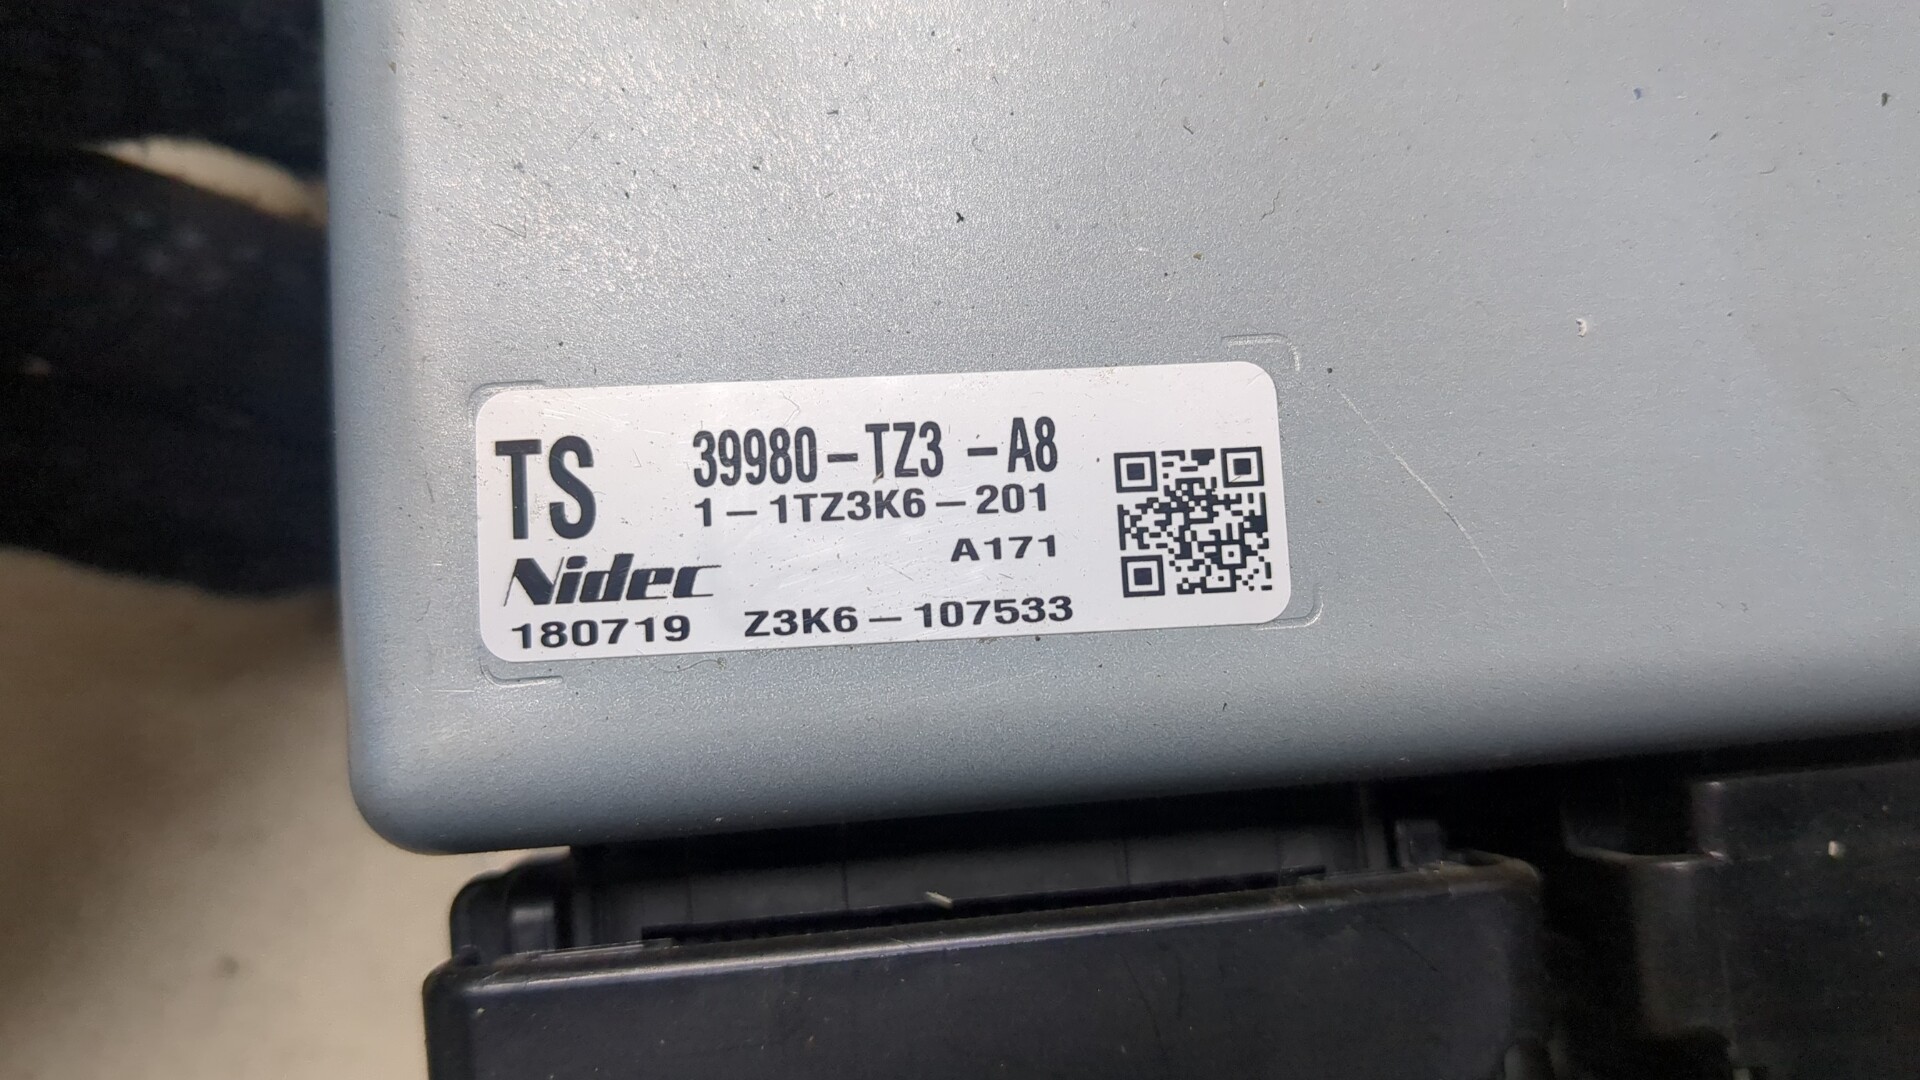 TS 39980-TZ3 -A8
1-1TZ3K6-201
A171
Nidec
180719 Z3K6-107533